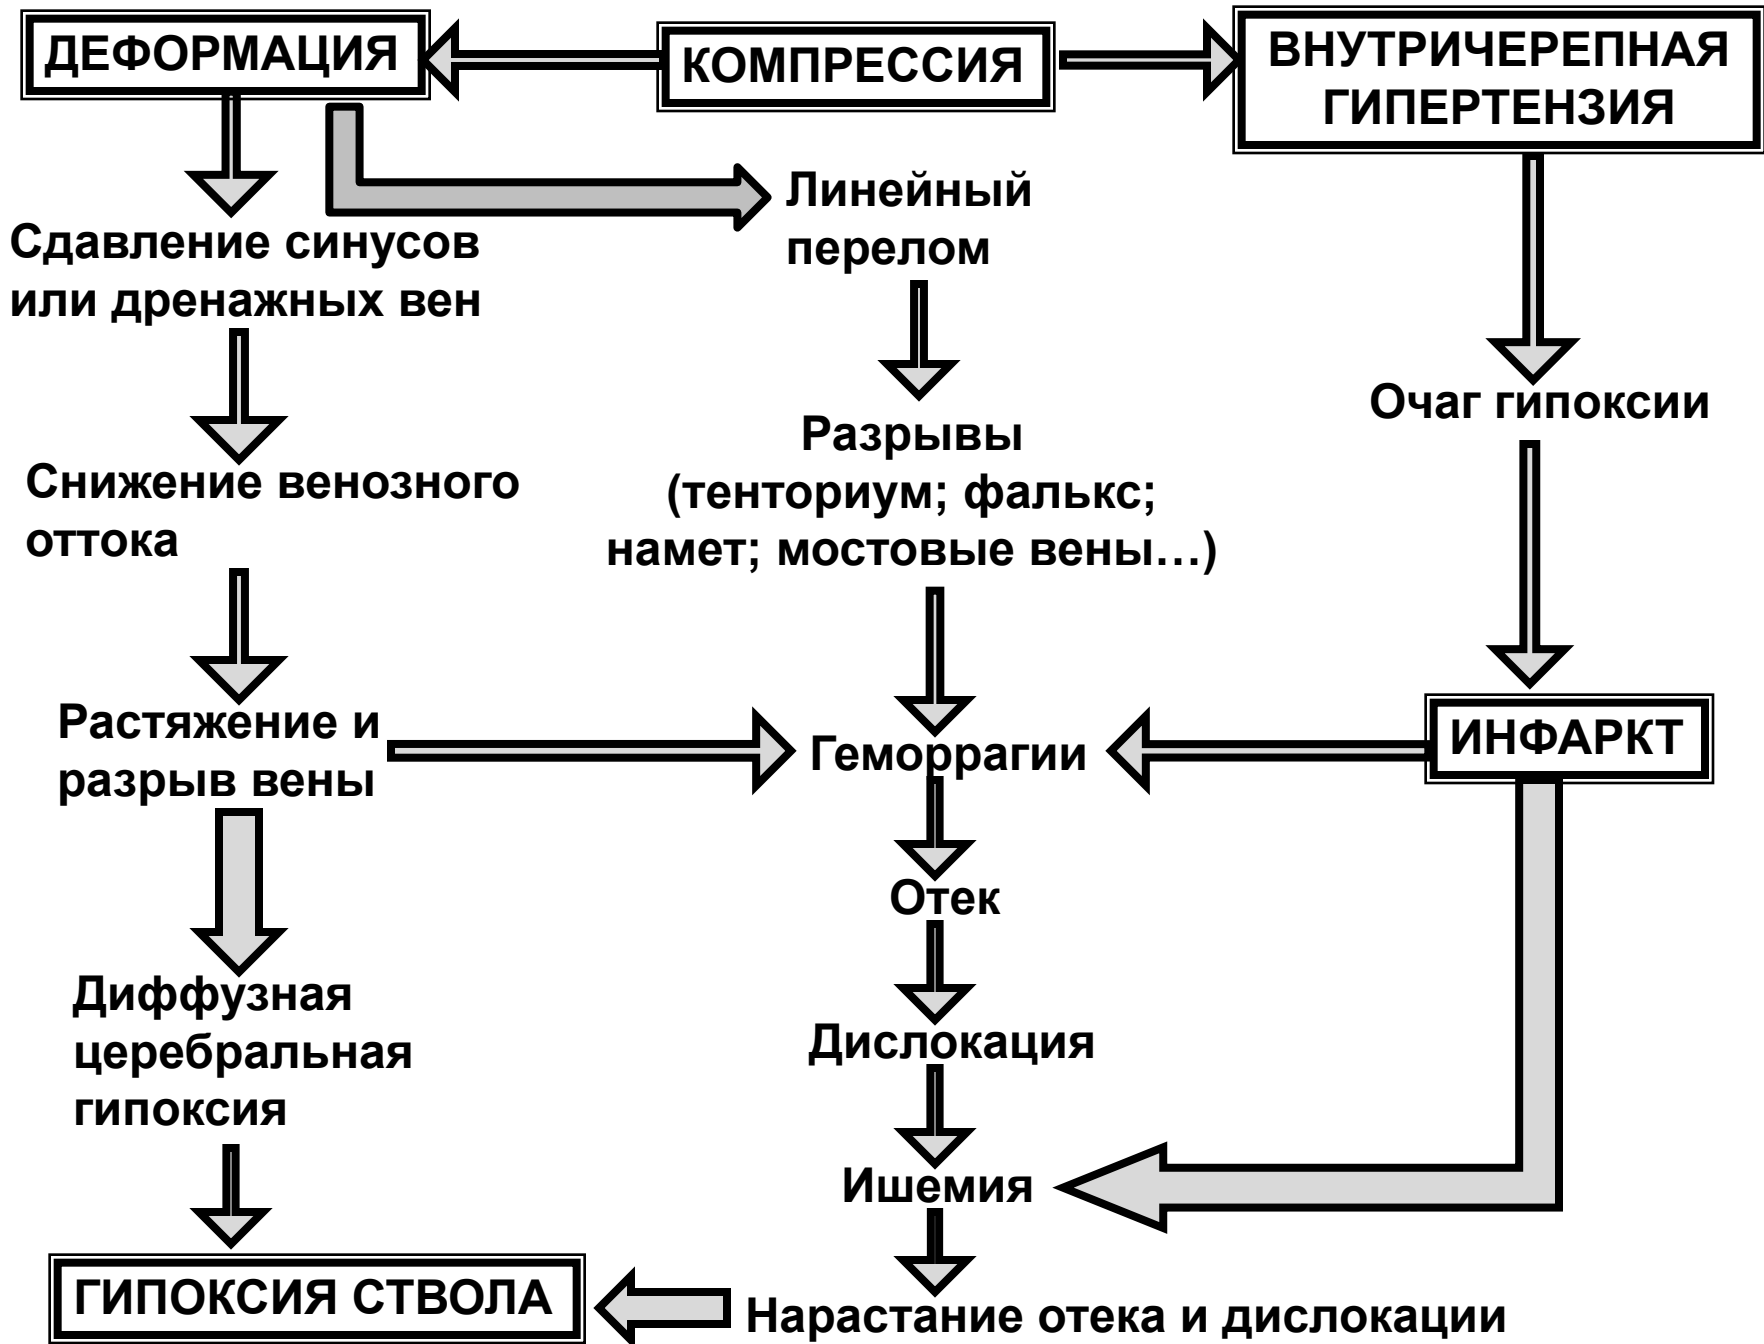 ДЕФОРМАЦИЯ
КОМПРЕССИЯ
ВНУТРИЧЕРЕПНАЯ
ГИПЕРТЕНЗИЯ
Линейный
перелом
Сдавление синусов
или дренажных вен
Очаг гипоксии
Разрывы
(тенториум; фалькс;
намет; мостовые вены...)
Снижение венозного
оттока
Растяжение и
разрыв вены
Геморрагии
ИНФАРКТ
Отек
Диффузная
церебральная
гипоксия
Дислокация
Ишемия
ГИПОКСИЯ СТВОЛА
Нарастание отека и дислокации